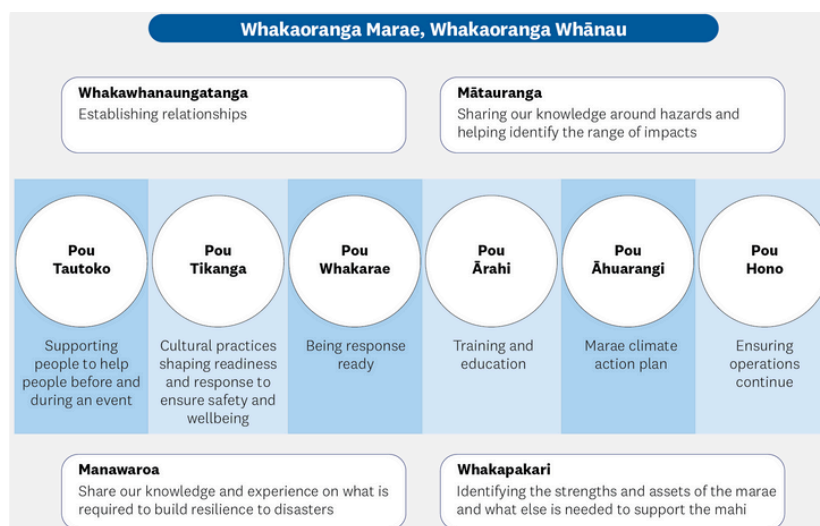 Whakaoranga Marae, Whakaoranga Whānau
Whakawhanaungatanga
Establishing relationships
Mātauranga
Sharing our knowledge around hazards and
helping identify the range of impacts
Pou
Tautoko
Supporting
people to help
people before and
during an event
Pou
Tikanga
Cultural practices
shaping readiness
and response to
ensure safety and
wellbeing
Pou
Whakarae
Being response
ready
Pou
Ārahi
Training and
education
Pou
Āhuarangi
Marae climate
action plan
Pou
Hono
Ensuring
operations
continue
Manawaroa
Share our knowledge and experience on what is
required to build resilience to disasters
Whakapakari
Identifying the strengths and assets of the marae
and what else is needed to support the mahi